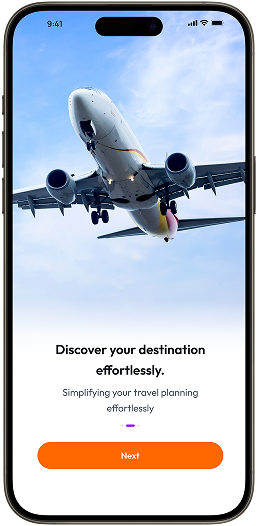 9:41
Discover your destination
effortlessly.
Simplifying your travel planning
effortlessly
Next